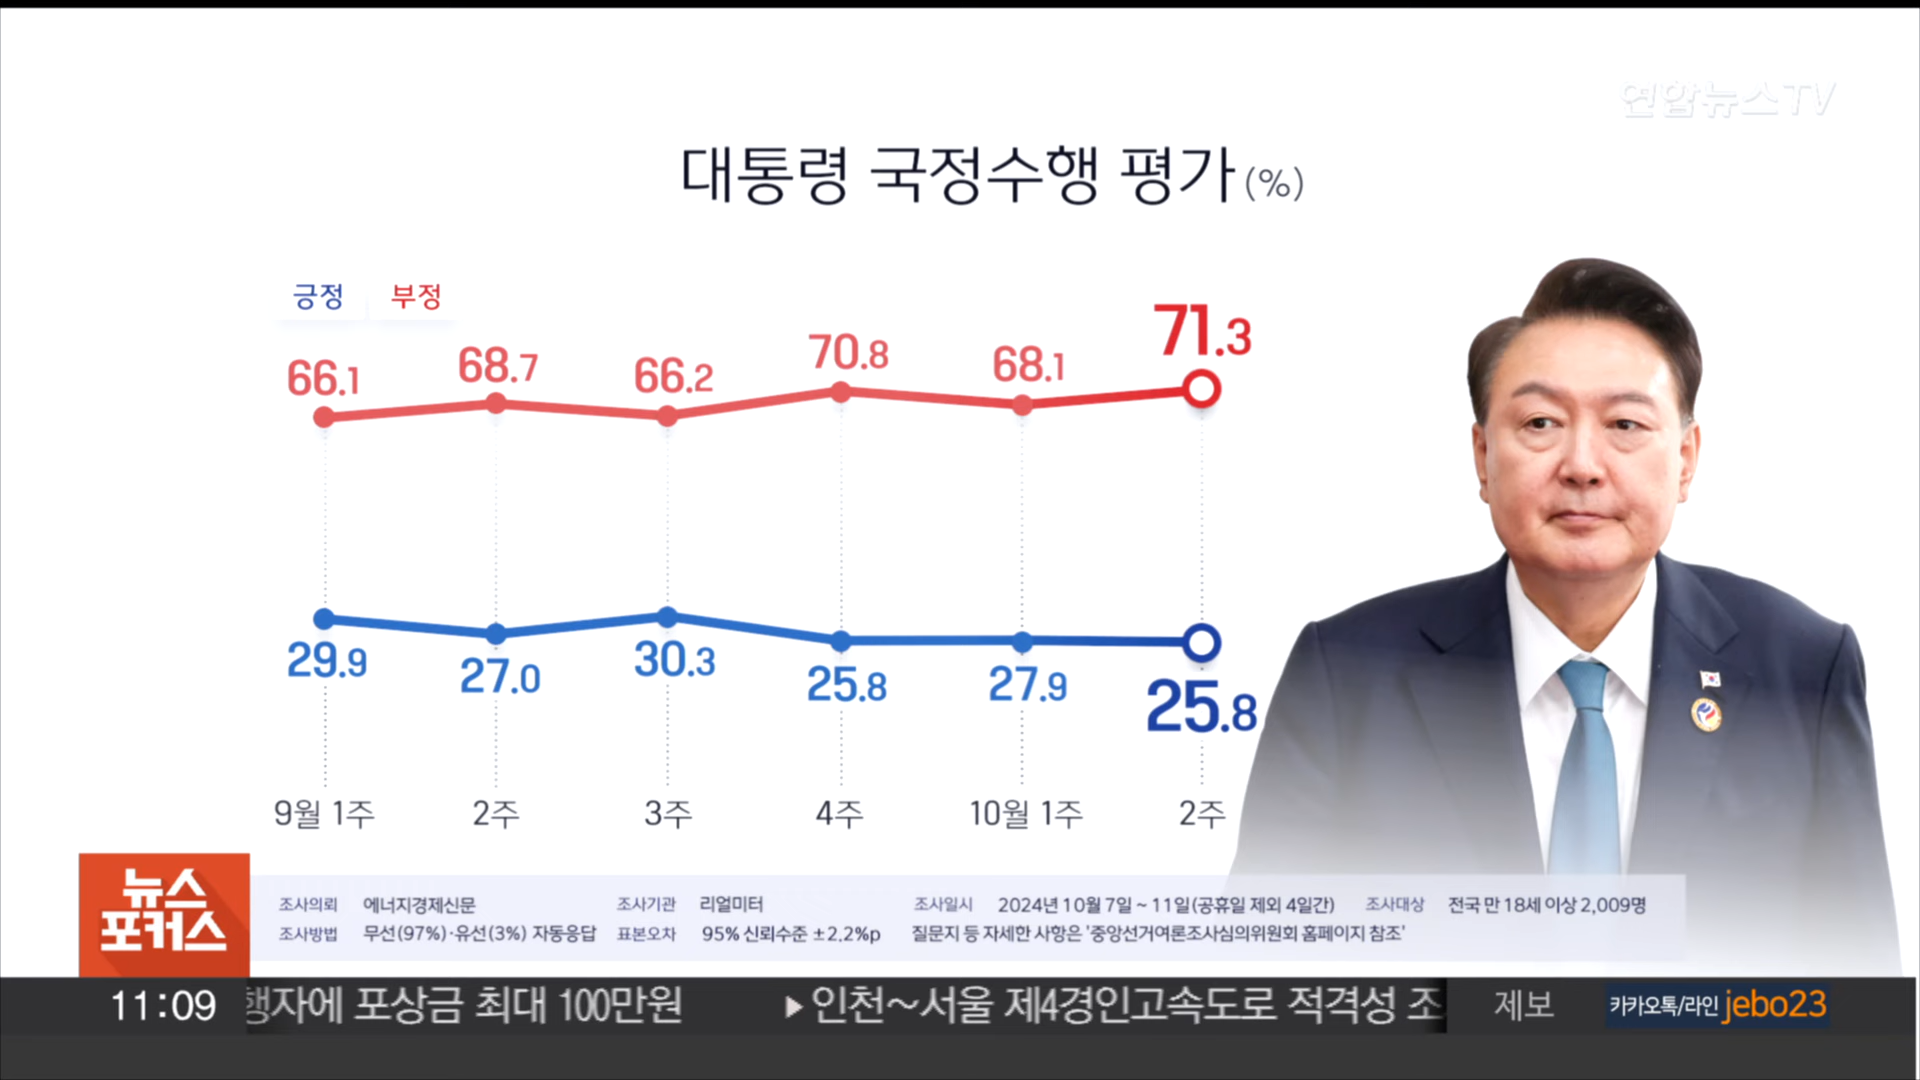 연합뉴스TV
대통령 국정수행 평가(%)
긍정 부정
66.1 68.7 66.2 70.8 68.1 71.3
29.9 27.0 30.3 25.8 27.9 25.8
9월 1주 2주 3주 4주 10월 1주 2주
조사의뢰 에너지경제신문 조사기관 리얼미터 조사일시 2024년 10월 7일 ~ 11일(공휴일 제외 4일간) 조사대상 전국 만 18세 이상 2,009명
조사방법 무선(97%)·유선(3%) 자동응답 표본오차 95% 신뢰수준 ±2.2%p 질문지 등 자세한 사항은 '중앙선거여론조사심의위원회 홈페이지 참조'
뉴스
포커스
11:09 행자에 포상금 최대 100만원 ▶인천~서울 제4경인고속도로 적격성 조 제보 카카오톡/라인 jebo23